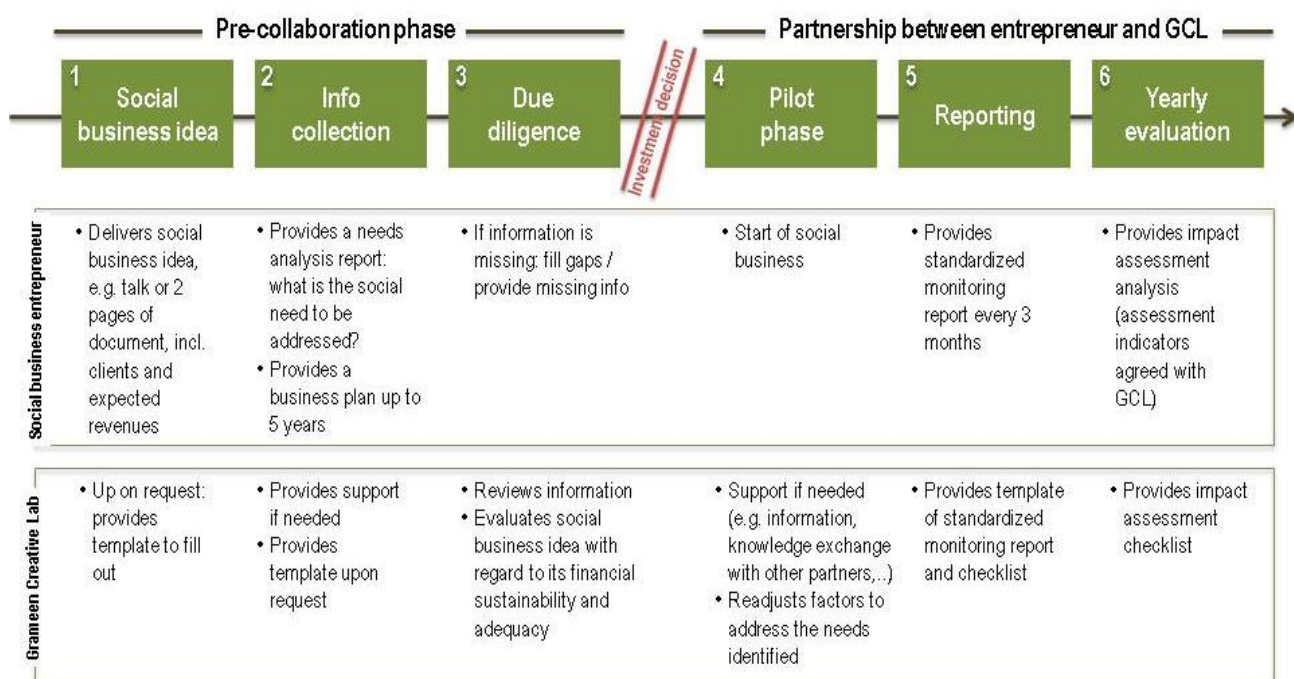 Pre-collaboration phase
Partnership between entrepreneur and GCL
1
Social
business idea
2
Info
collection
3
Due
diligence
Investment decision
4
Pilot
phase
5
Reporting
6
Yearly
evaluation
Social business entrepreneur
• Delivers social
business idea,
e.g. talk or 2
pages of
document, incl.
clients and
expected
revenues
• Provides a needs
analysis report:
what is the social
need to be
addressed?
• Provides a
business plan up to
5 years
• If information is
missing: fill gaps /
provide missing info
• Start of social
business
• Provides
standardized
monitoring
report every 3
months
• Provides impact
assessment
analysis
(assessment
indicators
agreed with
GCL)
Grameen Creative Lab
• Up on request:
provides
template to fill
out
• Provides support
if needed
• Provides
template upon
request
• Reviews information
• Evaluates social
business idea with
regard to its financial
sustainability and
adequacy
• Support if needed
(e.g. information,
knowledge exchange
with other partners,..)
• Readjusts factors to
address the needs
identified
• Provides template
of standardized
monitoring report
and checklist
• Provides impact
assessment
checklist